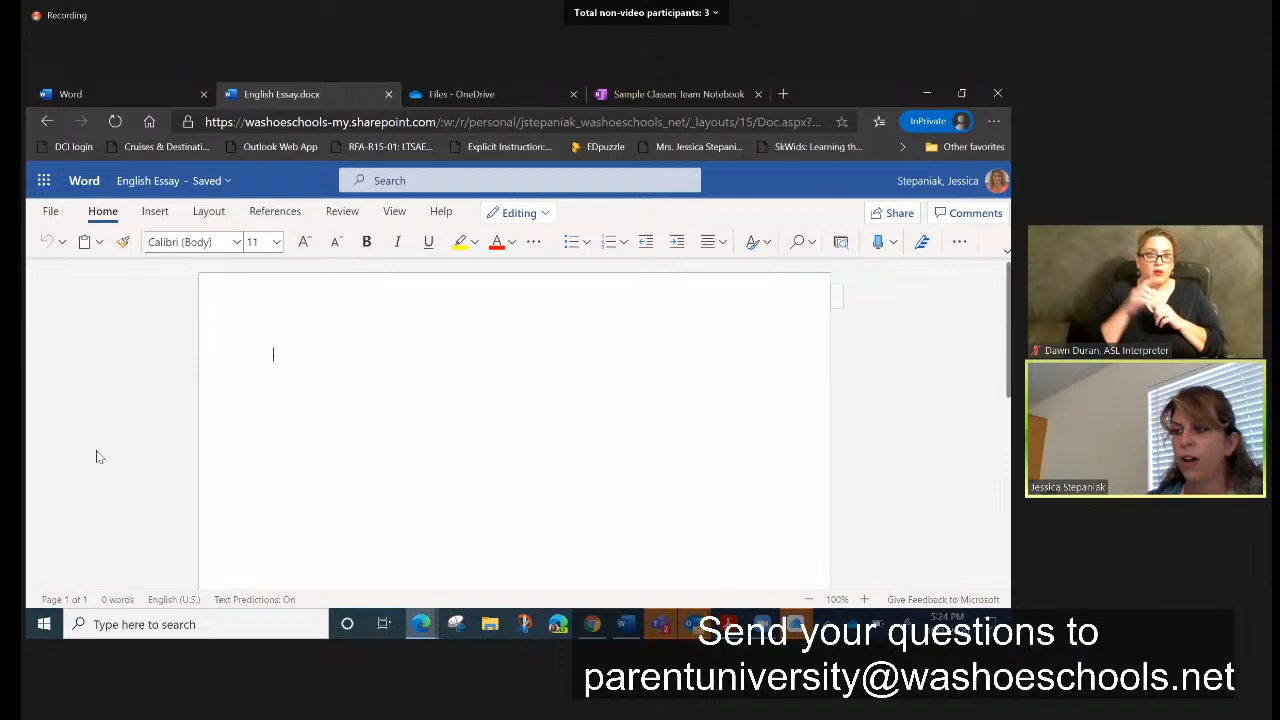 Recording
Total non-video participants: 3
Word
English Essay.docx
Files - OneDrive
Sample Classes Team Notebook
https://washoeschools-my.sharepoint.com/:w:/r/personal/jstepaniak_washoeschools_net/_layouts/15/Doc.aspx?...
InPrivate
DCI login
Cruises & Destinati...
Outlook Web App
RFA-R15-01: LTSAE...
Explicit Instruction:...
EDpuzzle
Mrs. Jessica Stepani...
SkWids: Learning th...
Other favorites
Word
English Essay - Saved
Search
Stepaniak, Jessica
File
Home
Insert
Layout
References
Review
View
Help
Editing
Share
Comments
Calibri (Body)
11
Dawn Duran, ASL Interpreter
Jessica Stepaniak
Page 1 of 1
0 words
English (U.S.)
Text Predictions: On
100%
Give Feedback to Microsoft
Type here to search
5:24 PM
Send your questions to
parentuniversity@washoeschools.net